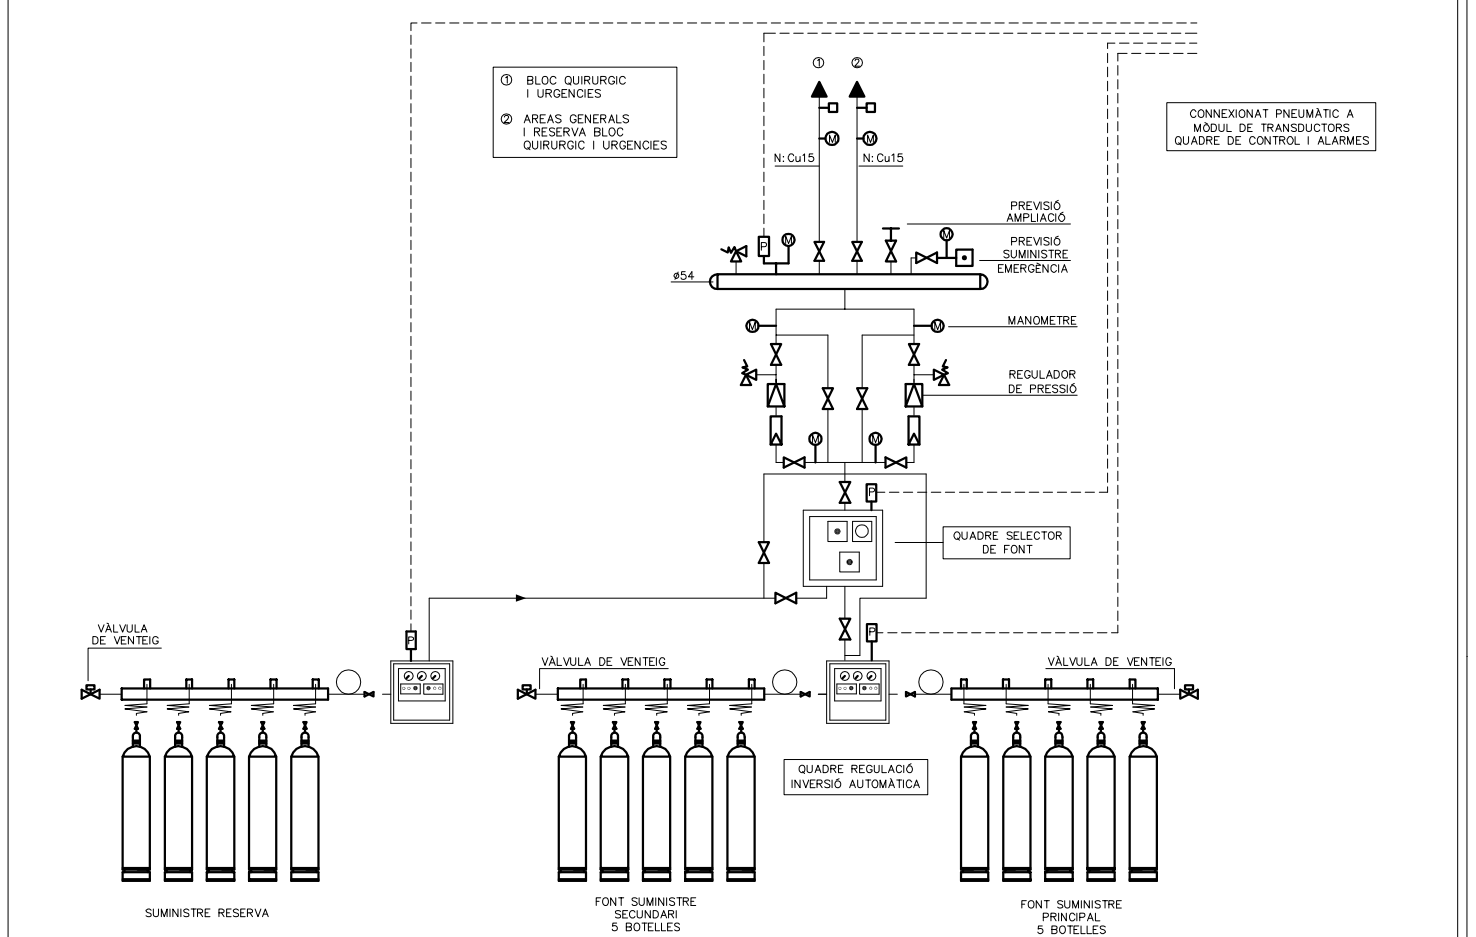 ① BLOC QUIRURGIC
I URGENCIES
② AREAS GENERALS
I RESERVA BLOC
QUIRURGIC I URGENCIES
①
②
M
M
N: Cu15
N: Cu15
CONNEXIONAT PNEUMÀTIC A
MÒDUL DE TRANSDUCTORS
QUADRE DE CONTROL I ALARMES
PREVISIÓ
AMPLIACIÓ
PREVISIÓ
SUMINISTRE
EMERGÈNCIA
P
M
M
ø54
M
M
MANOMETRE
REGULADOR
DE PRESSIÓ
M
M
P
QUADRE SELECTOR
DE FONT
VÀLVULA
DE VENTEIG
P
P
VÀLVULA DE VENTEIG
VÀLVULA DE VENTEIG
QUADRE REGULACIÓ
INVERSIÓ AUTOMÀTICA
SUMINISTRE RESERVA
FONT SUMINISTRE
SECUNDARI
5 BOTELLES
FONT SUMINISTRE
PRINCIPAL
5 BOTELLES